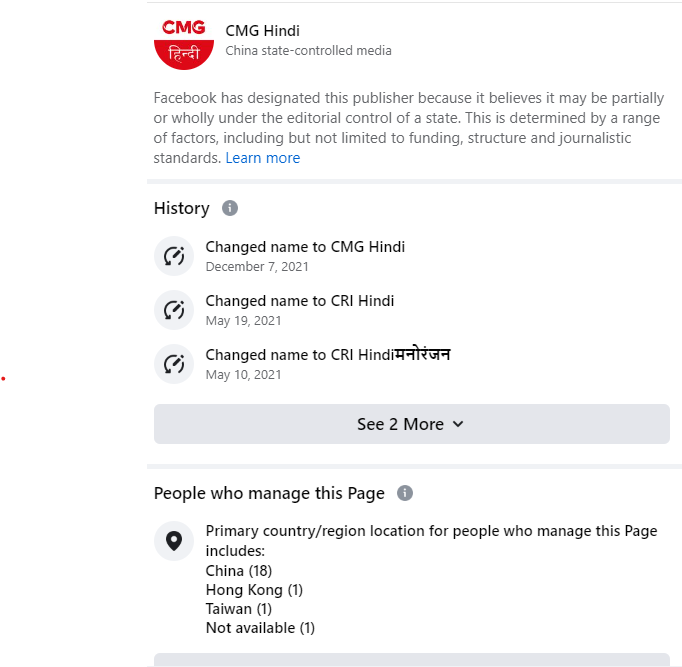 CMG
हिन्दी
CMG Hindi
China state-controlled media
Facebook has designated this publisher because it believes it may be partially
or wholly under the editorial control of a state. This is determined by a range
of factors, including but not limited to funding, structure and journalistic
standards. Learn more
History
Changed name to CMG Hindi
December 7, 2021
Changed name to CRI Hindi
May 19, 2021
Changed name to CRI Hindiमनोरंजन
May 10, 2021
See 2 More
People who manage this Page
Primary country/region location for people who manage this Page
includes:
China (18)
Hong Kong (1)
Taiwan (1)
Not available (1)